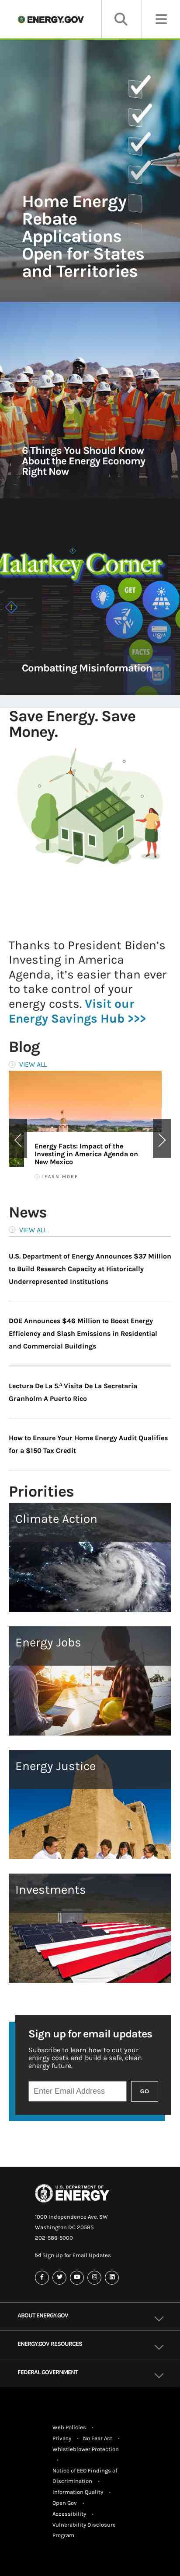 ENERGY.GOV
Home Energy
Rebate
Applications
Open for States
and Territories
6 Things You Should Know
About the Energy Economy
Right Now
Malarkey Corner
GET
FACTS
Combatting Misinformation
Save Energy. Save
Money.
Thanks to President Biden’s
Investing in America
Agenda, it’s easier than ever
to take control of your
energy costs. Visit our
Energy Savings Hub >>>
Blog
VIEW ALL
Energy Facts: Impact of the
Investing in America Agenda on
New Mexico
LEARN MORE
News
VIEW ALL
U.S. Department of Energy Announces $37 Million
to Build Research Capacity at Historically
Underrepresented Institutions
DOE Announces $46 Million to Boost Energy
Efficiency and Slash Emissions in Residential
and Commercial Buildings
Lectura De La 5.ª Visita De La Secretaria
Granholm A Puerto Rico
How to Ensure Your Home Energy Audit Qualifies
for a $150 Tax Credit
Priorities
Climate Action
Energy Jobs
Energy Justice
Investments
Sign up for email updates
Subscribe to learn how to cut your
energy costs and build a safe, clean
energy future.
Enter Email Address
GO
U.S. DEPARTMENT OF
ENERGY
1000 Independence Ave. SW
Washington DC 20585
202-586-5000
Sign Up for Email Updates
ABOUT ENERGY.GOV
ENERGY.GOV RESOURCES
FEDERAL GOVERNMENT
Web Policies •
Privacy • No Fear Act •
Whistleblower Protection
•
Notice of EEO Findings of
Discrimination •
Information Quality •
Open Gov •
Accessibility •
Vulnerability Disclosure
Program